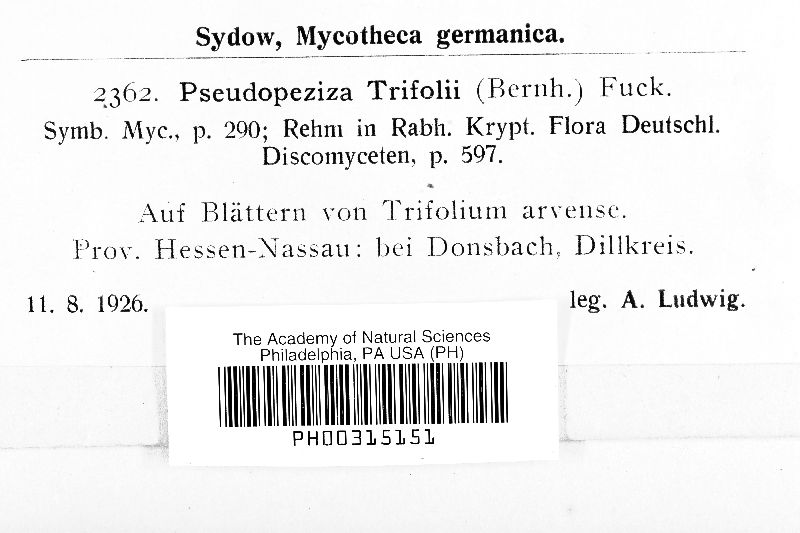 Sydow, Mycotheca germanica.
2362. Pseudopeziza Trifolii (Bernh.) Fuck.
Symb. Myc., p. 290; Rehm in Rabh. Krypt. Flora Deutschl.
Discomyceten, p. 597.
Auf Blättern von Trifolium arvense.
Prov. Hessen-Nassau: bei Donsbach, Dillkreis.
11. 8. 1926. leg. A. Ludwig.
The Academy of Natural Sciences
Philadelphia, PA USA (PH)
PH00315151